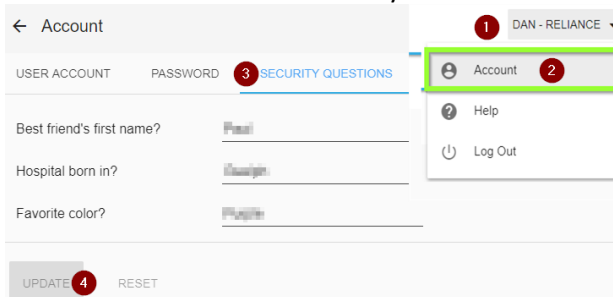 ← Account
1 DAN - RELIANCE
USER ACCOUNT PASSWORD 3 SECURITY QUESTIONS
Account 2
Help
Log Out
Best friend's first name?
Hospital born in?
Favorite color?
UPDATE 4 RESET